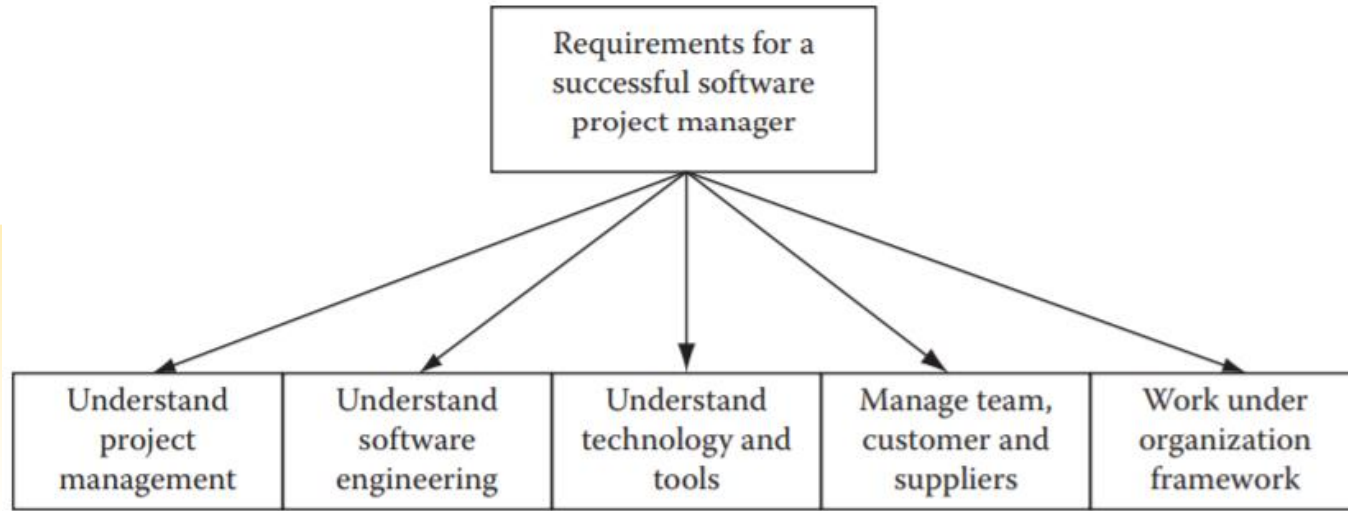 Requirements for a
successful software
project manager
Understand
project
management
Understand
software
engineering
Understand
technology and
tools
Manage team,
customer and
suppliers
Work under
organization
framework